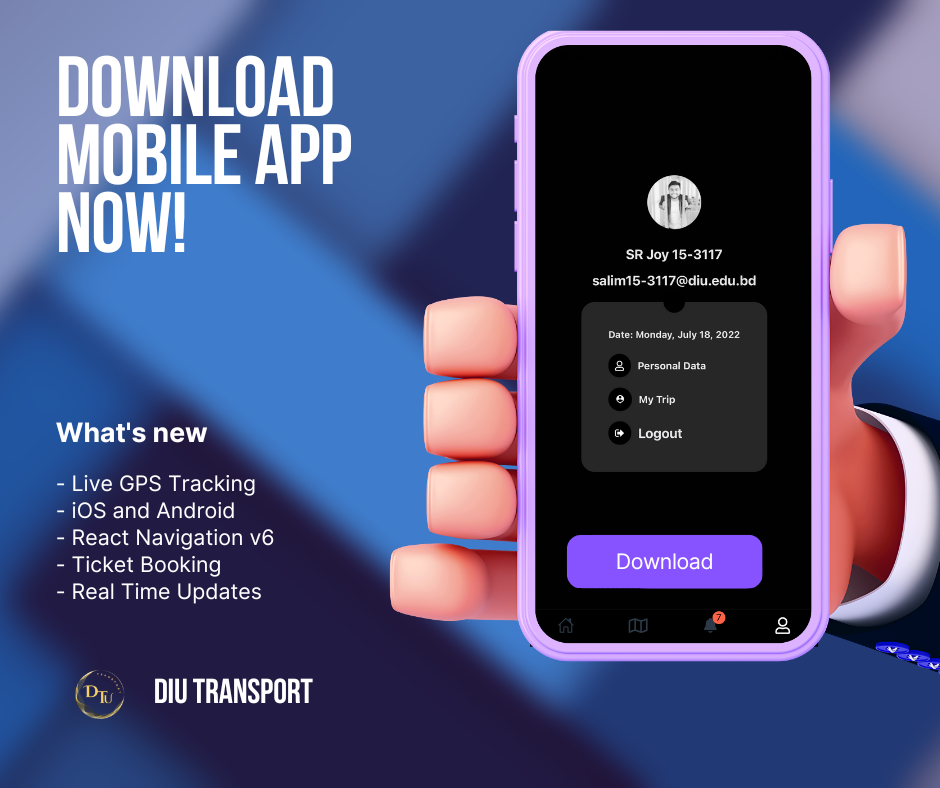 DOWNLOAD
MOBILE APP
NOW!
What's new
- Live GPS Tracking
- iOS and Android
- React Navigation v6
- Ticket Booking
- Real Time Updates
DTU
DIU TRANSPORT
SR Joy 15-3117
salim15-3117@diu.edu.bd
Date: Monday, July 18, 2022
Personal Data
My Trip
Logout
Download
7